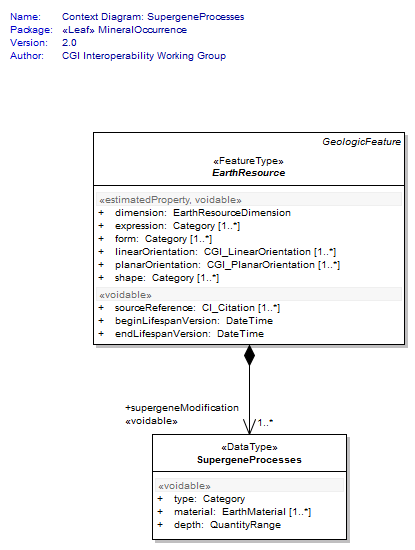 Name: Context Diagram: SupergeneProcesses
Package: «Leaf» MineralOccurrence
Version: 2.0
Author: CGI Interoperability Working Group
GeologicFeature
«FeatureType»
EarthResource
«estimatedProperty, voidable»
+ dimension: EarthResourceDimension
+ expression: Category [1..*]
+ form: Category [1..*]
+ linearOrientation: CGI_LinearOrientation [1..*]
+ planarOrientation: CGI_PlanarOrientation [1..*]
+ shape: Category [1..*]
«voidable»
+ sourceReference: CI_Citation [1..*]
+ beginLifespanVersion: DateTime
+ endLifespanVersion: DateTime
+supergeneModification
«voidable» 1..*
«DataType»
SupergeneProcesses
«voidable»
+ type: Category
+ material: EarthMaterial [1..*]
+ depth: QuantityRange